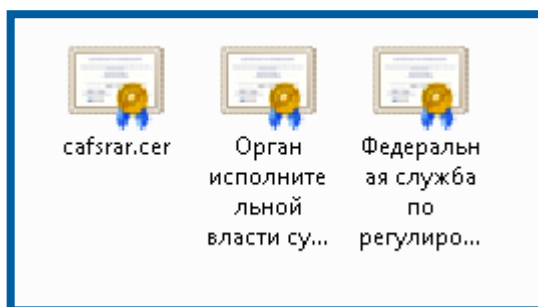 cafsrar.cer
Орган
исполните
льной
власти су...
Федеральн
ая служба
по
регулиро...